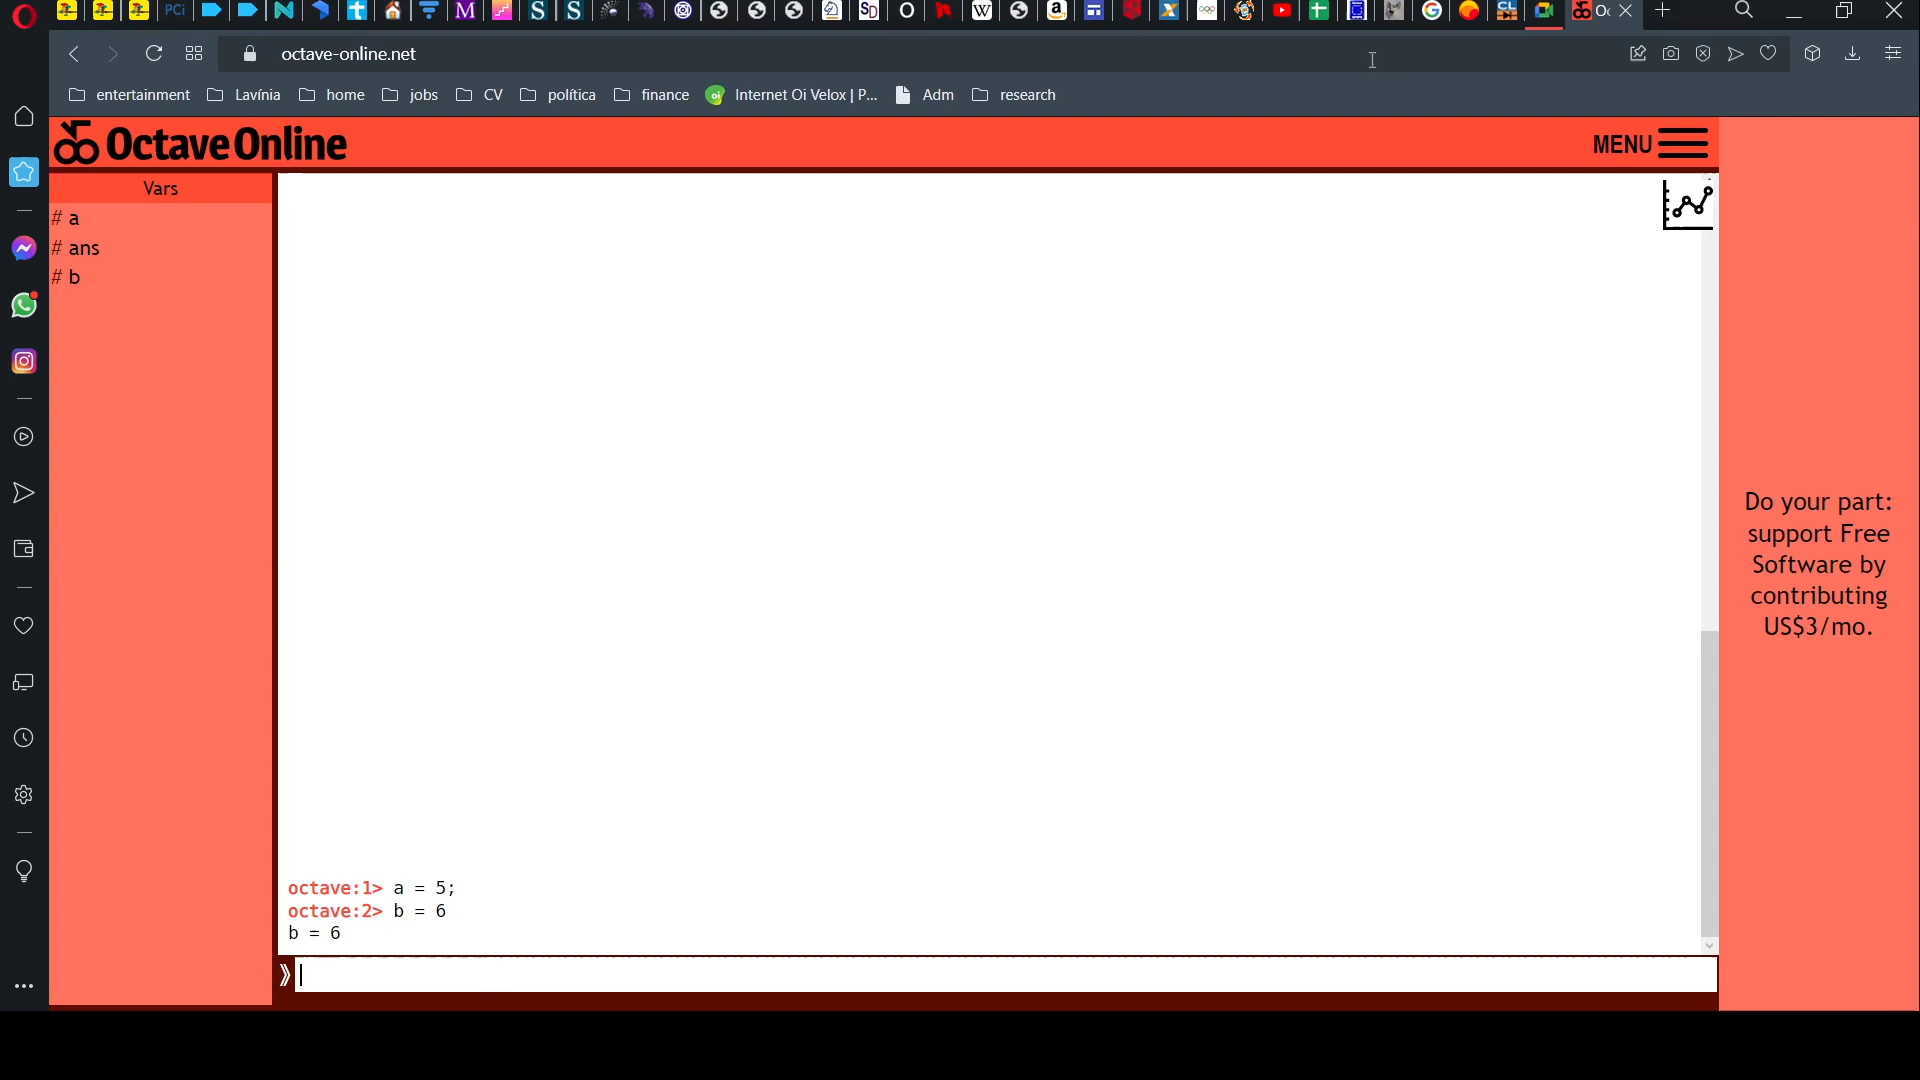 PCi
Oc
octave-online.net
entertainment
Lavínia
home
jobs
CV
política
finance
Internet Oi Velox | P...
Adm
research
Octave Online
MENU
Vars
# a
# ans
# b
octave:1> a = 5;
octave:2> b = 6
b = 6
Do your part:
support Free
Software by
contributing
US$3/mo.